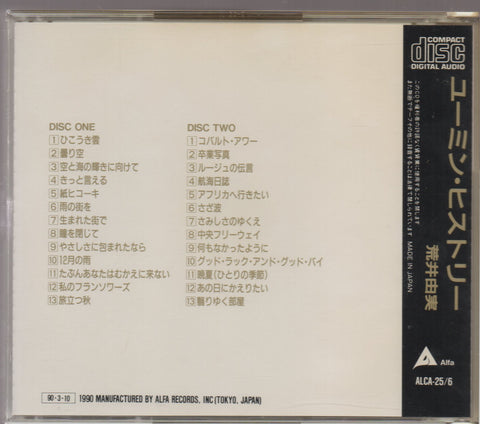 DISC ONE
1 ひこうき雲
2 曇り空
3 空と海の輝きに向けて
4 きっと言える
5 紙ヒコーキ
6 雨の街を
7 生まれた街で
8 瞳を閉じて
9 やさしさに包まれたなら
10 12月の雨
11 たぶんあなたはむかえに来ない
12 私のフランソワーズ
13 旅立つ秋
DISC TWO
1 コバルト・アワー
2 卒業写真
3 ルージュの伝言
4 航海日誌
5 アフリカへ行きたい
6 さざ波
7 さみしさのゆくえ
8 中央フリーウェイ
9 何もなかったように
10 グッド・ラック・アンド・グッド・バイ
11 晩夏(ひとりの季節)
12 あの日にかえりたい
13 翳りゆく部屋
90・3・10
1990 MANUFACTURED BY ALFA RECORDS, INC(TOKYO, JAPAN)
COMPACT
disc
DIGITAL AUDIO
ユーミン・ヒストリー
荒井由実
MADE IN JAPAN
Alfa
ALCA-25/6